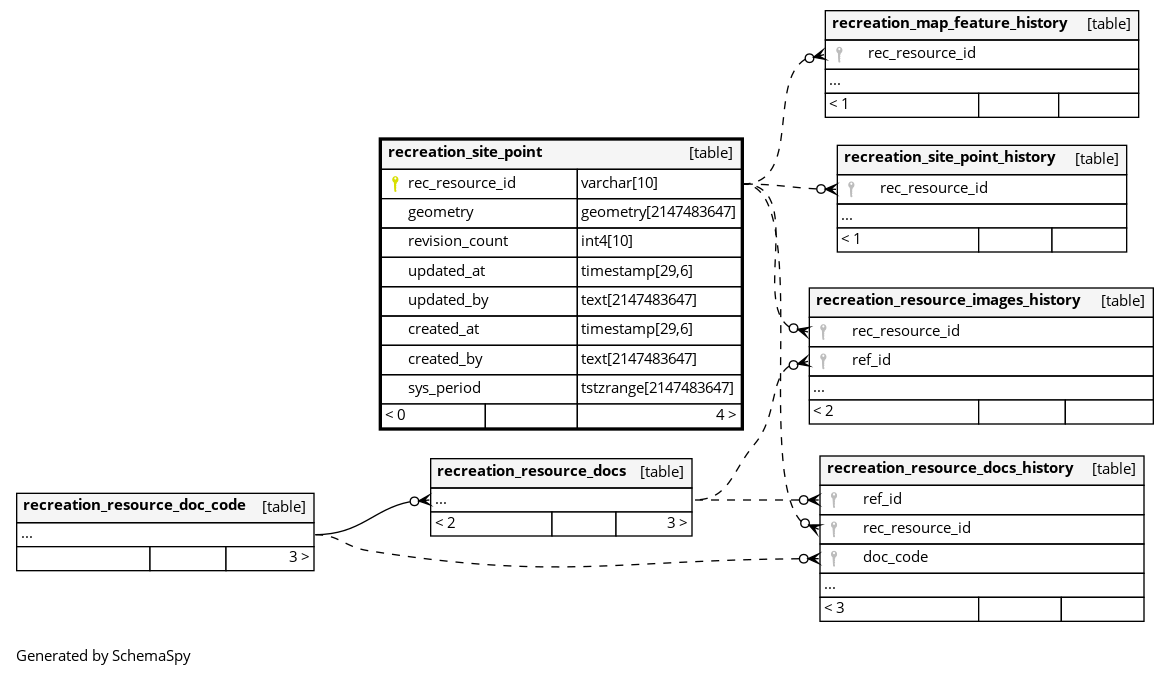 recreation_map_feature_history [table]
rec_resource_id
...
< 1
recreation_site_point [table]
rec_resource_id varchar[10]
geometry geometry[2147483647]
revision_count int4[10]
updated_at timestamp[29,6]
updated_by text[2147483647]
created_at timestamp[29,6]
created_by text[2147483647]
sys_period tstzrange[2147483647]
< 0 4 >
recreation_site_point_history [table]
rec_resource_id
...
< 1
recreation_resource_images_history [table]
rec_resource_id
ref_id
...
< 2
recreation_resource_docs [table]
...
< 2 3 >
recreation_resource_doc_code [table]
...
3 >
recreation_resource_docs_history [table]
ref_id
rec_resource_id
doc_code
...
< 3
Generated by SchemaSpy